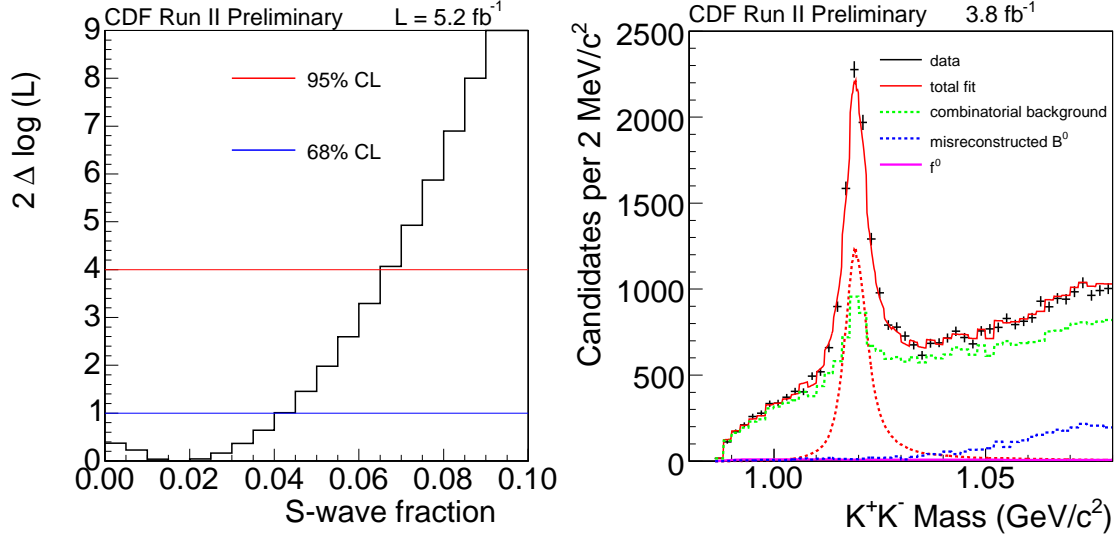 CDF Run II Preliminary L = 5.2 fb⁻¹
2 Δ log (L)
9
8
7
6
5
4
3
2
1
0
95% CL
68% CL
0.00 0.02 0.04 0.06 0.08 0.10
S-wave fraction
CDF Run II Preliminary 3.8 fb⁻¹
Candidates per 2 MeV/c²
2500
2000
1500
1000
500
0
data
total fit
combinatorial background
misreconstructed B⁰
f⁰
1.00 1.05
K⁺K⁻ Mass (GeV/c²)